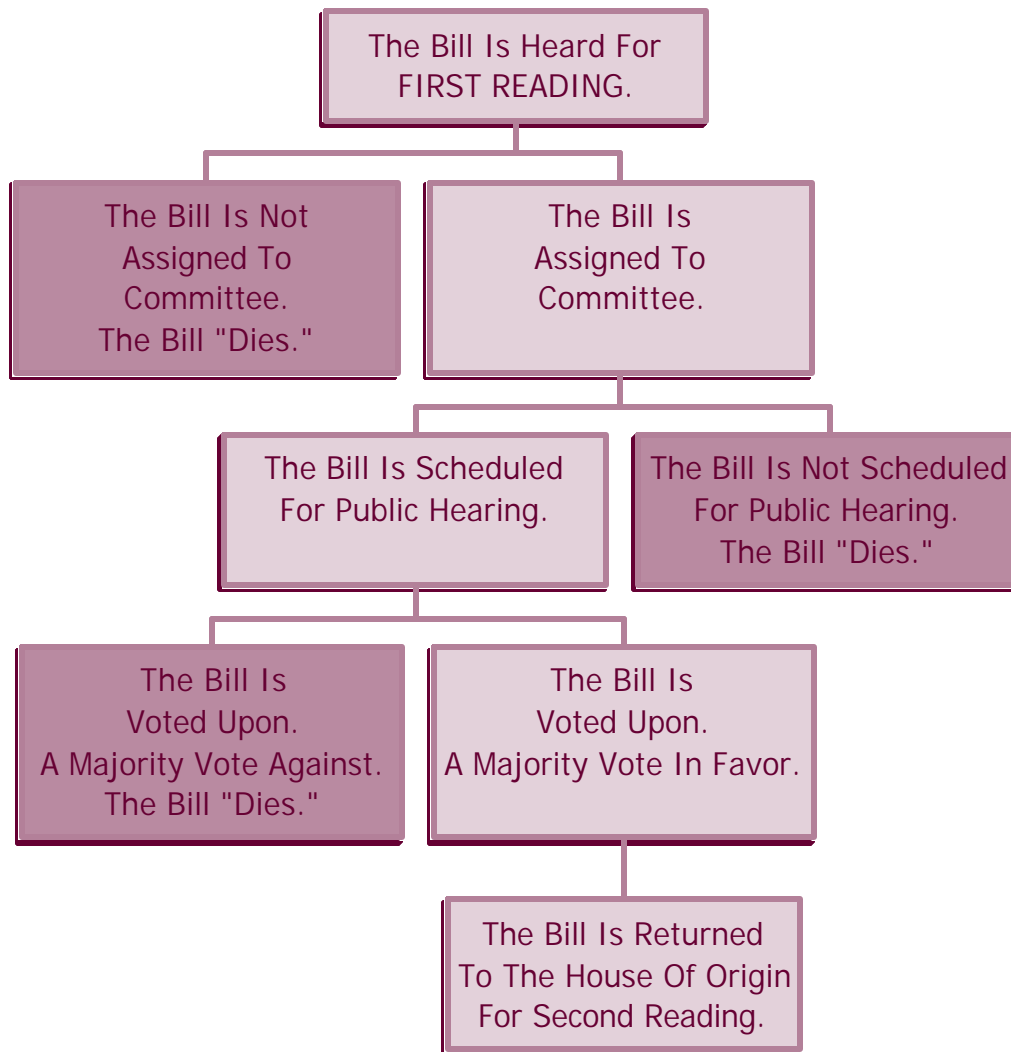 The Bill Is Heard For
FIRST READING.
The Bill Is Not
Assigned To
Committee.
The Bill "Dies."
The Bill Is
Assigned To
Committee.
The Bill Is Scheduled
For Public Hearing.
The Bill Is Not Scheduled
For Public Hearing.
The Bill "Dies."
The Bill Is
Voted Upon.
A Majority Vote Against.
The Bill "Dies."
The Bill Is
Voted Upon.
A Majority Vote In Favor.
The Bill Is Returned
To The House Of Origin
For Second Reading.